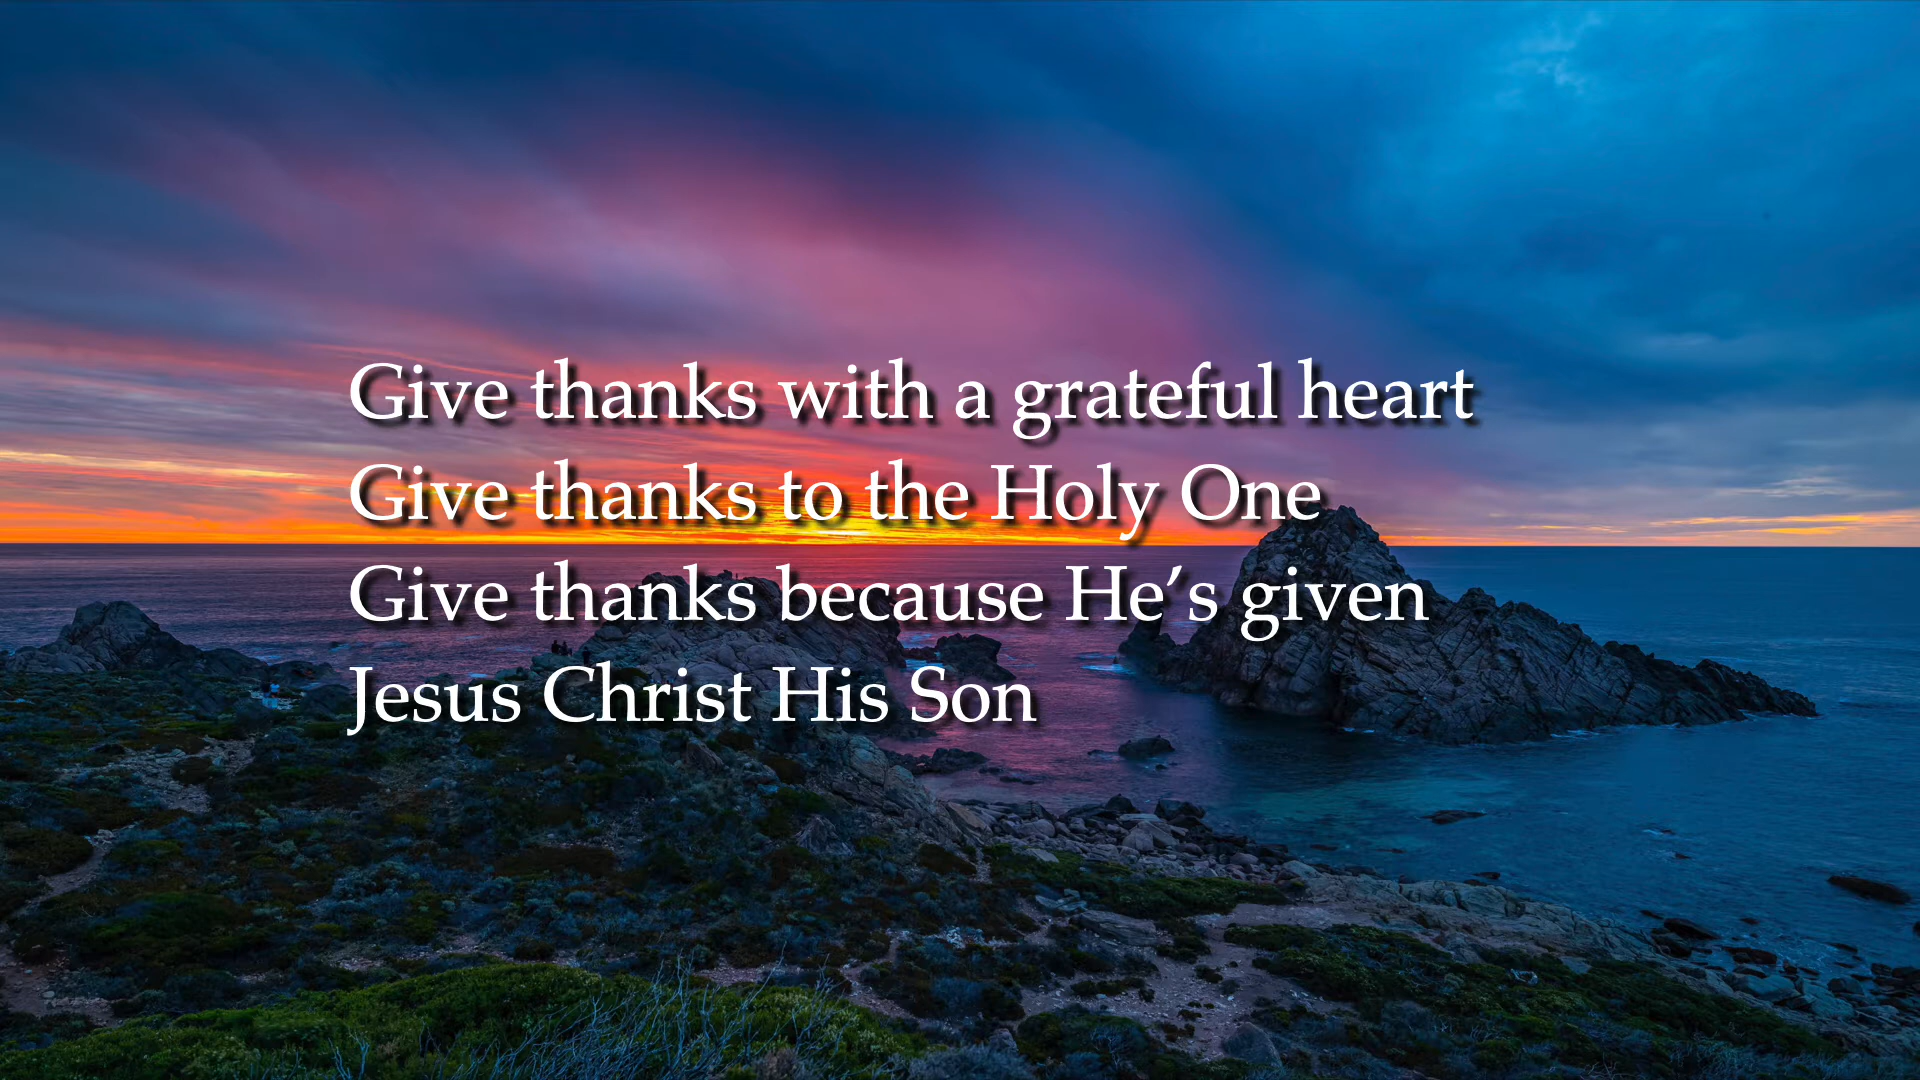 Give thanks with a grateful heart
Give thanks to the Holy One
Give thanks because He’s given
Jesus Christ His Son